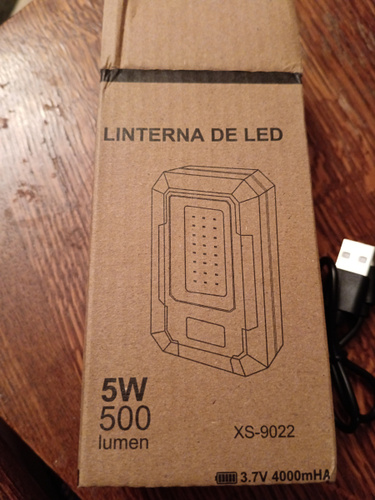 LINTERNA DE LED
5W
500
lumen
XS-9022
3.7V 4000mHA